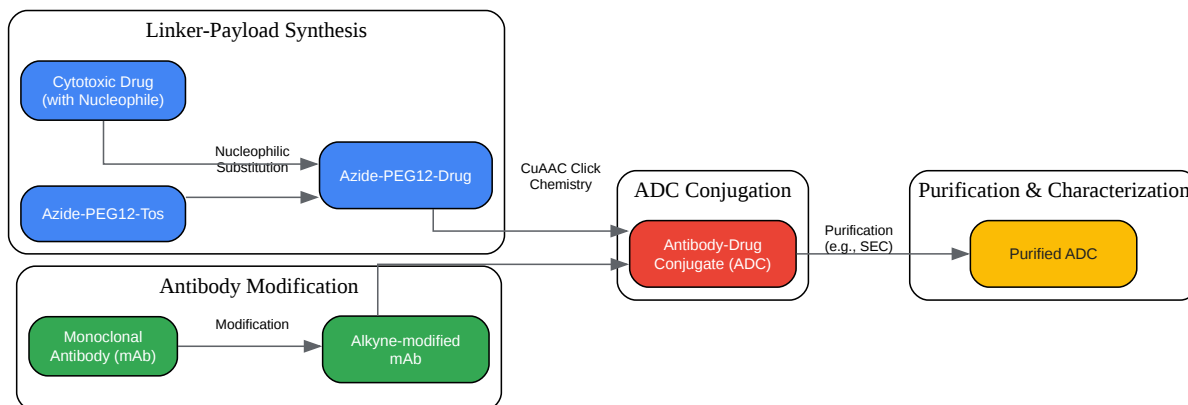 Linker-Payload Synthesis
Cytotoxic Drug
(with Nucleophile)
Nucleophilic
Substitution
Azide-PEG12-Tos
Azide-PEG12-Drug
CuAAC Click
Chemistry
Antibody Modification
Monoclonal
Antibody (mAb)
Modification
Alkyne-modified
mAb
ADC Conjugation
Antibody-Drug
Conjugate (ADC)
Purification
(e.g., SEC)
Purification & Characterization
Purified ADC